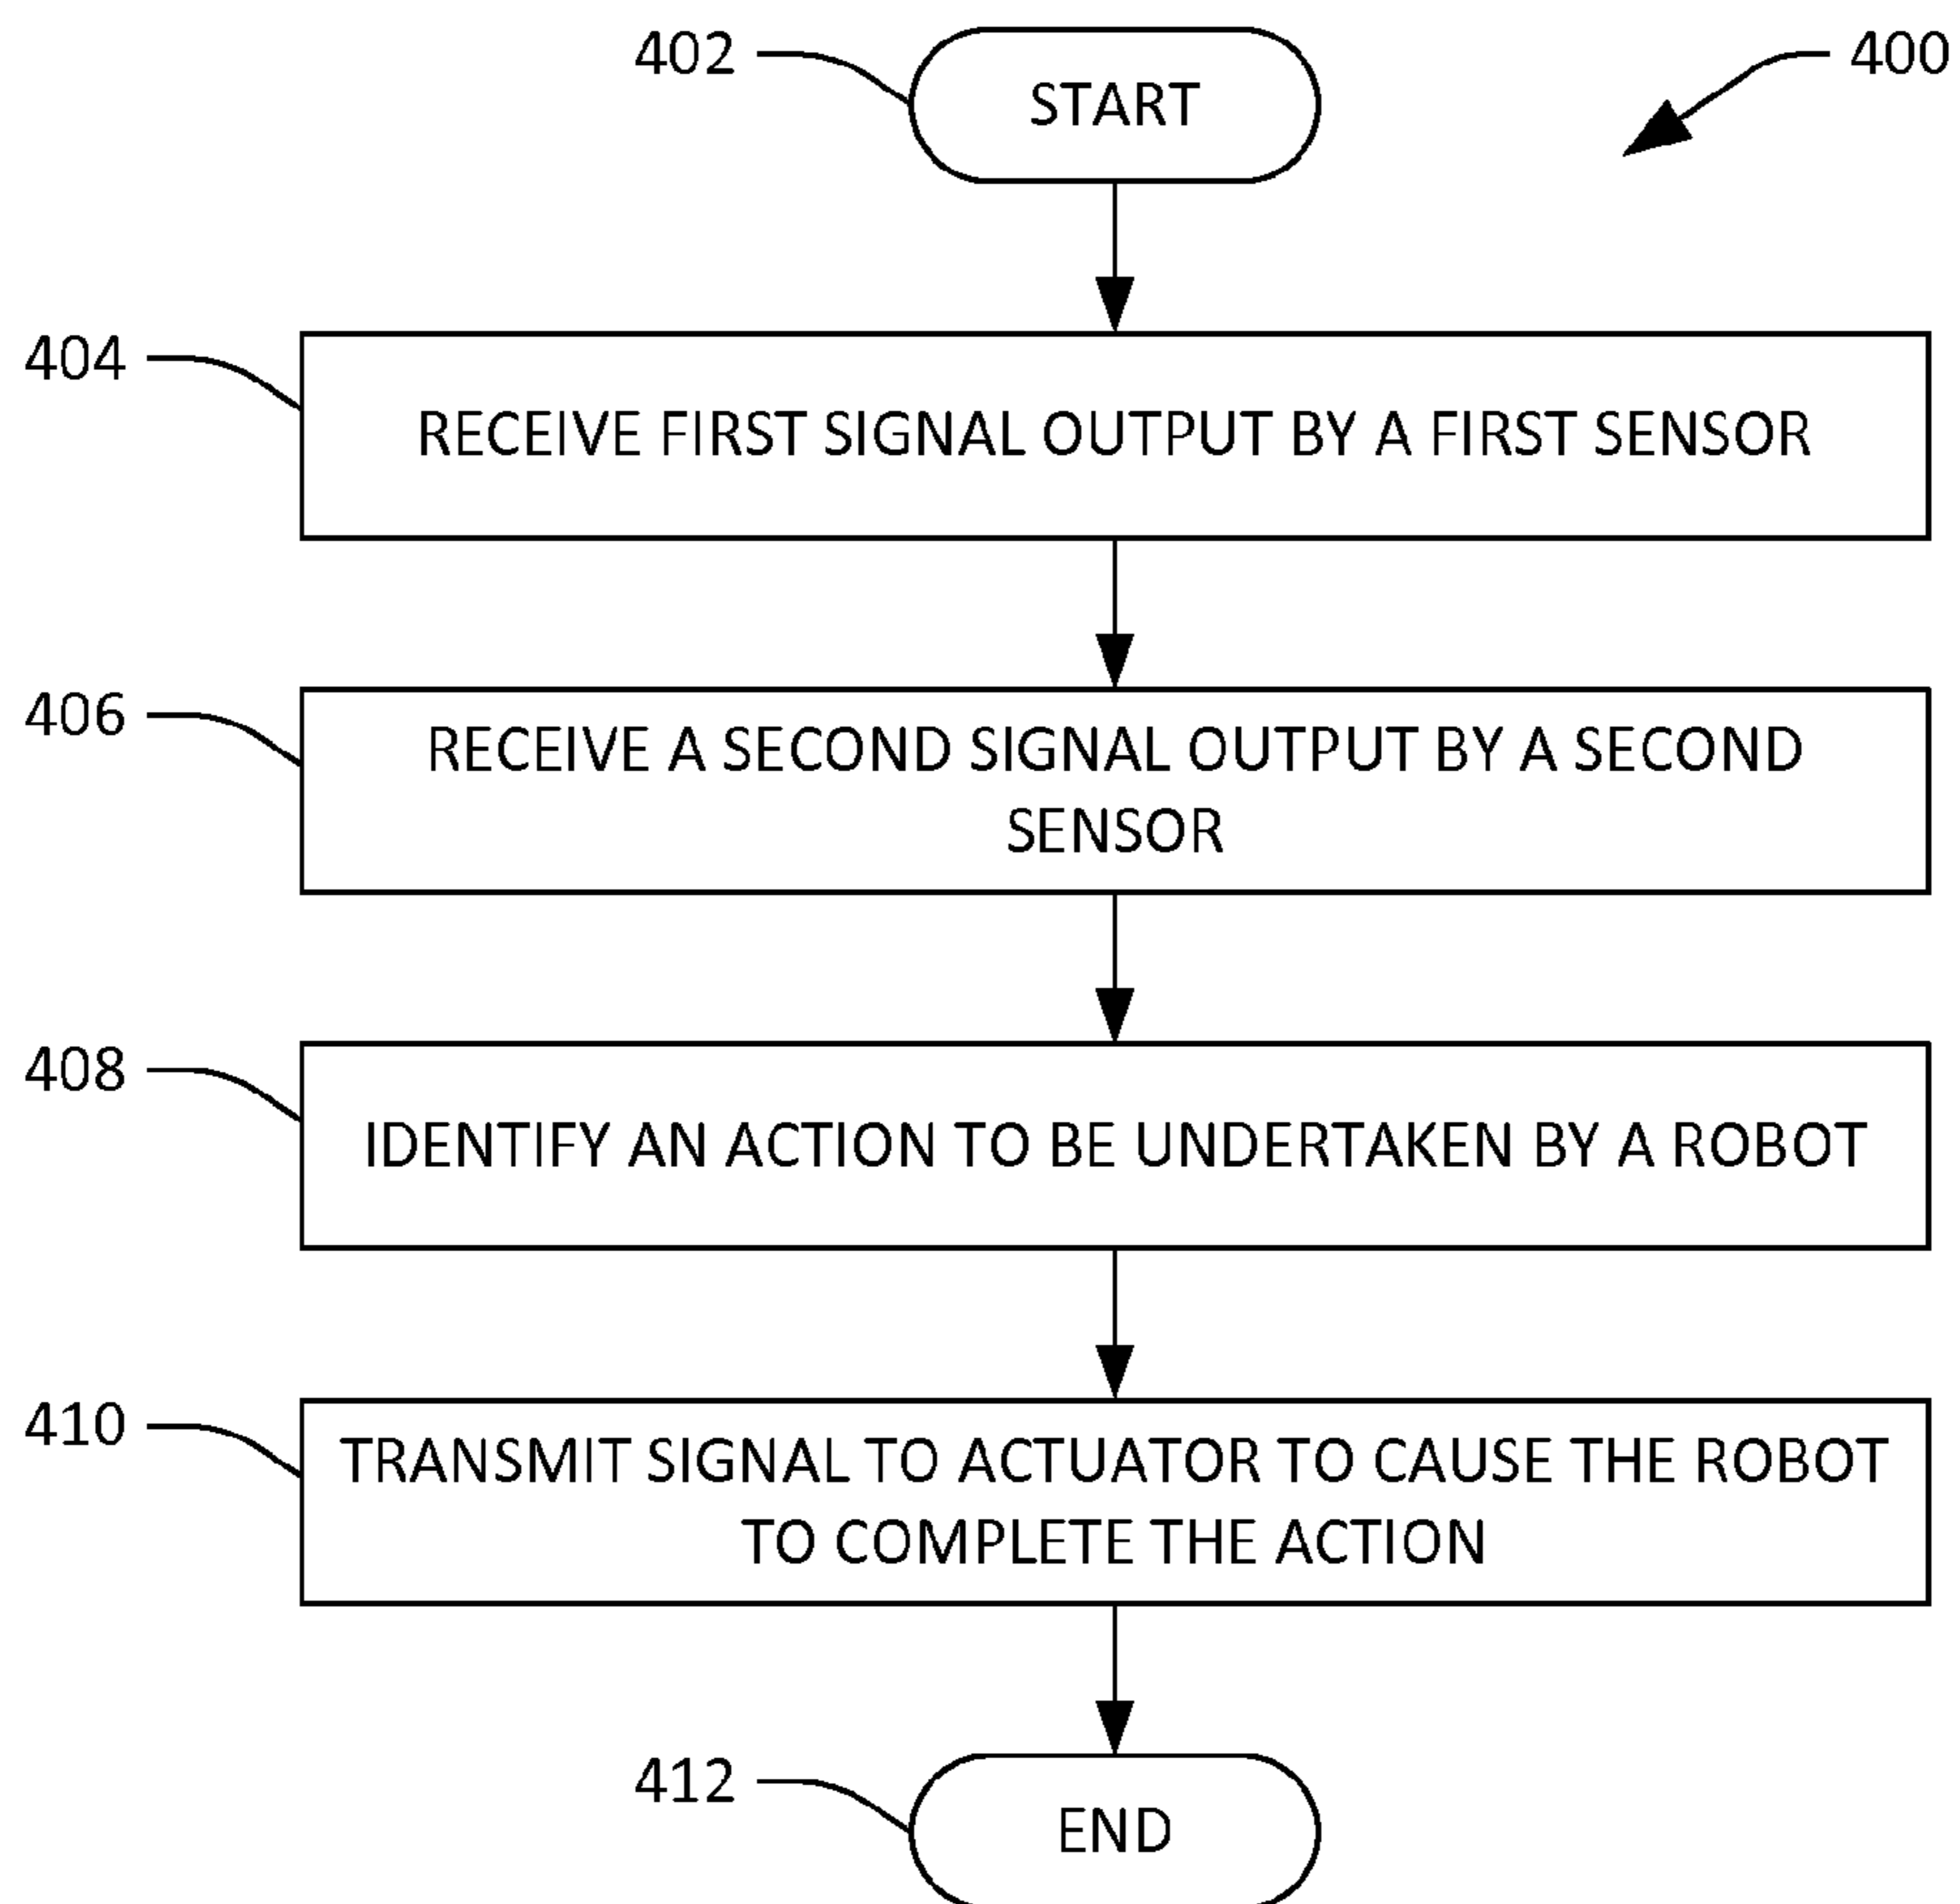 402
START
400
404
RECEIVE FIRST SIGNAL OUTPUT BY A FIRST SENSOR
406
RECEIVE A SECOND SIGNAL OUTPUT BY A SECOND
SENSOR
408
IDENTIFY AN ACTION TO BE UNDERTAKEN BY A ROBOT
410
TRANSMIT SIGNAL TO ACTUATOR TO CAUSE THE ROBOT
TO COMPLETE THE ACTION
412
END